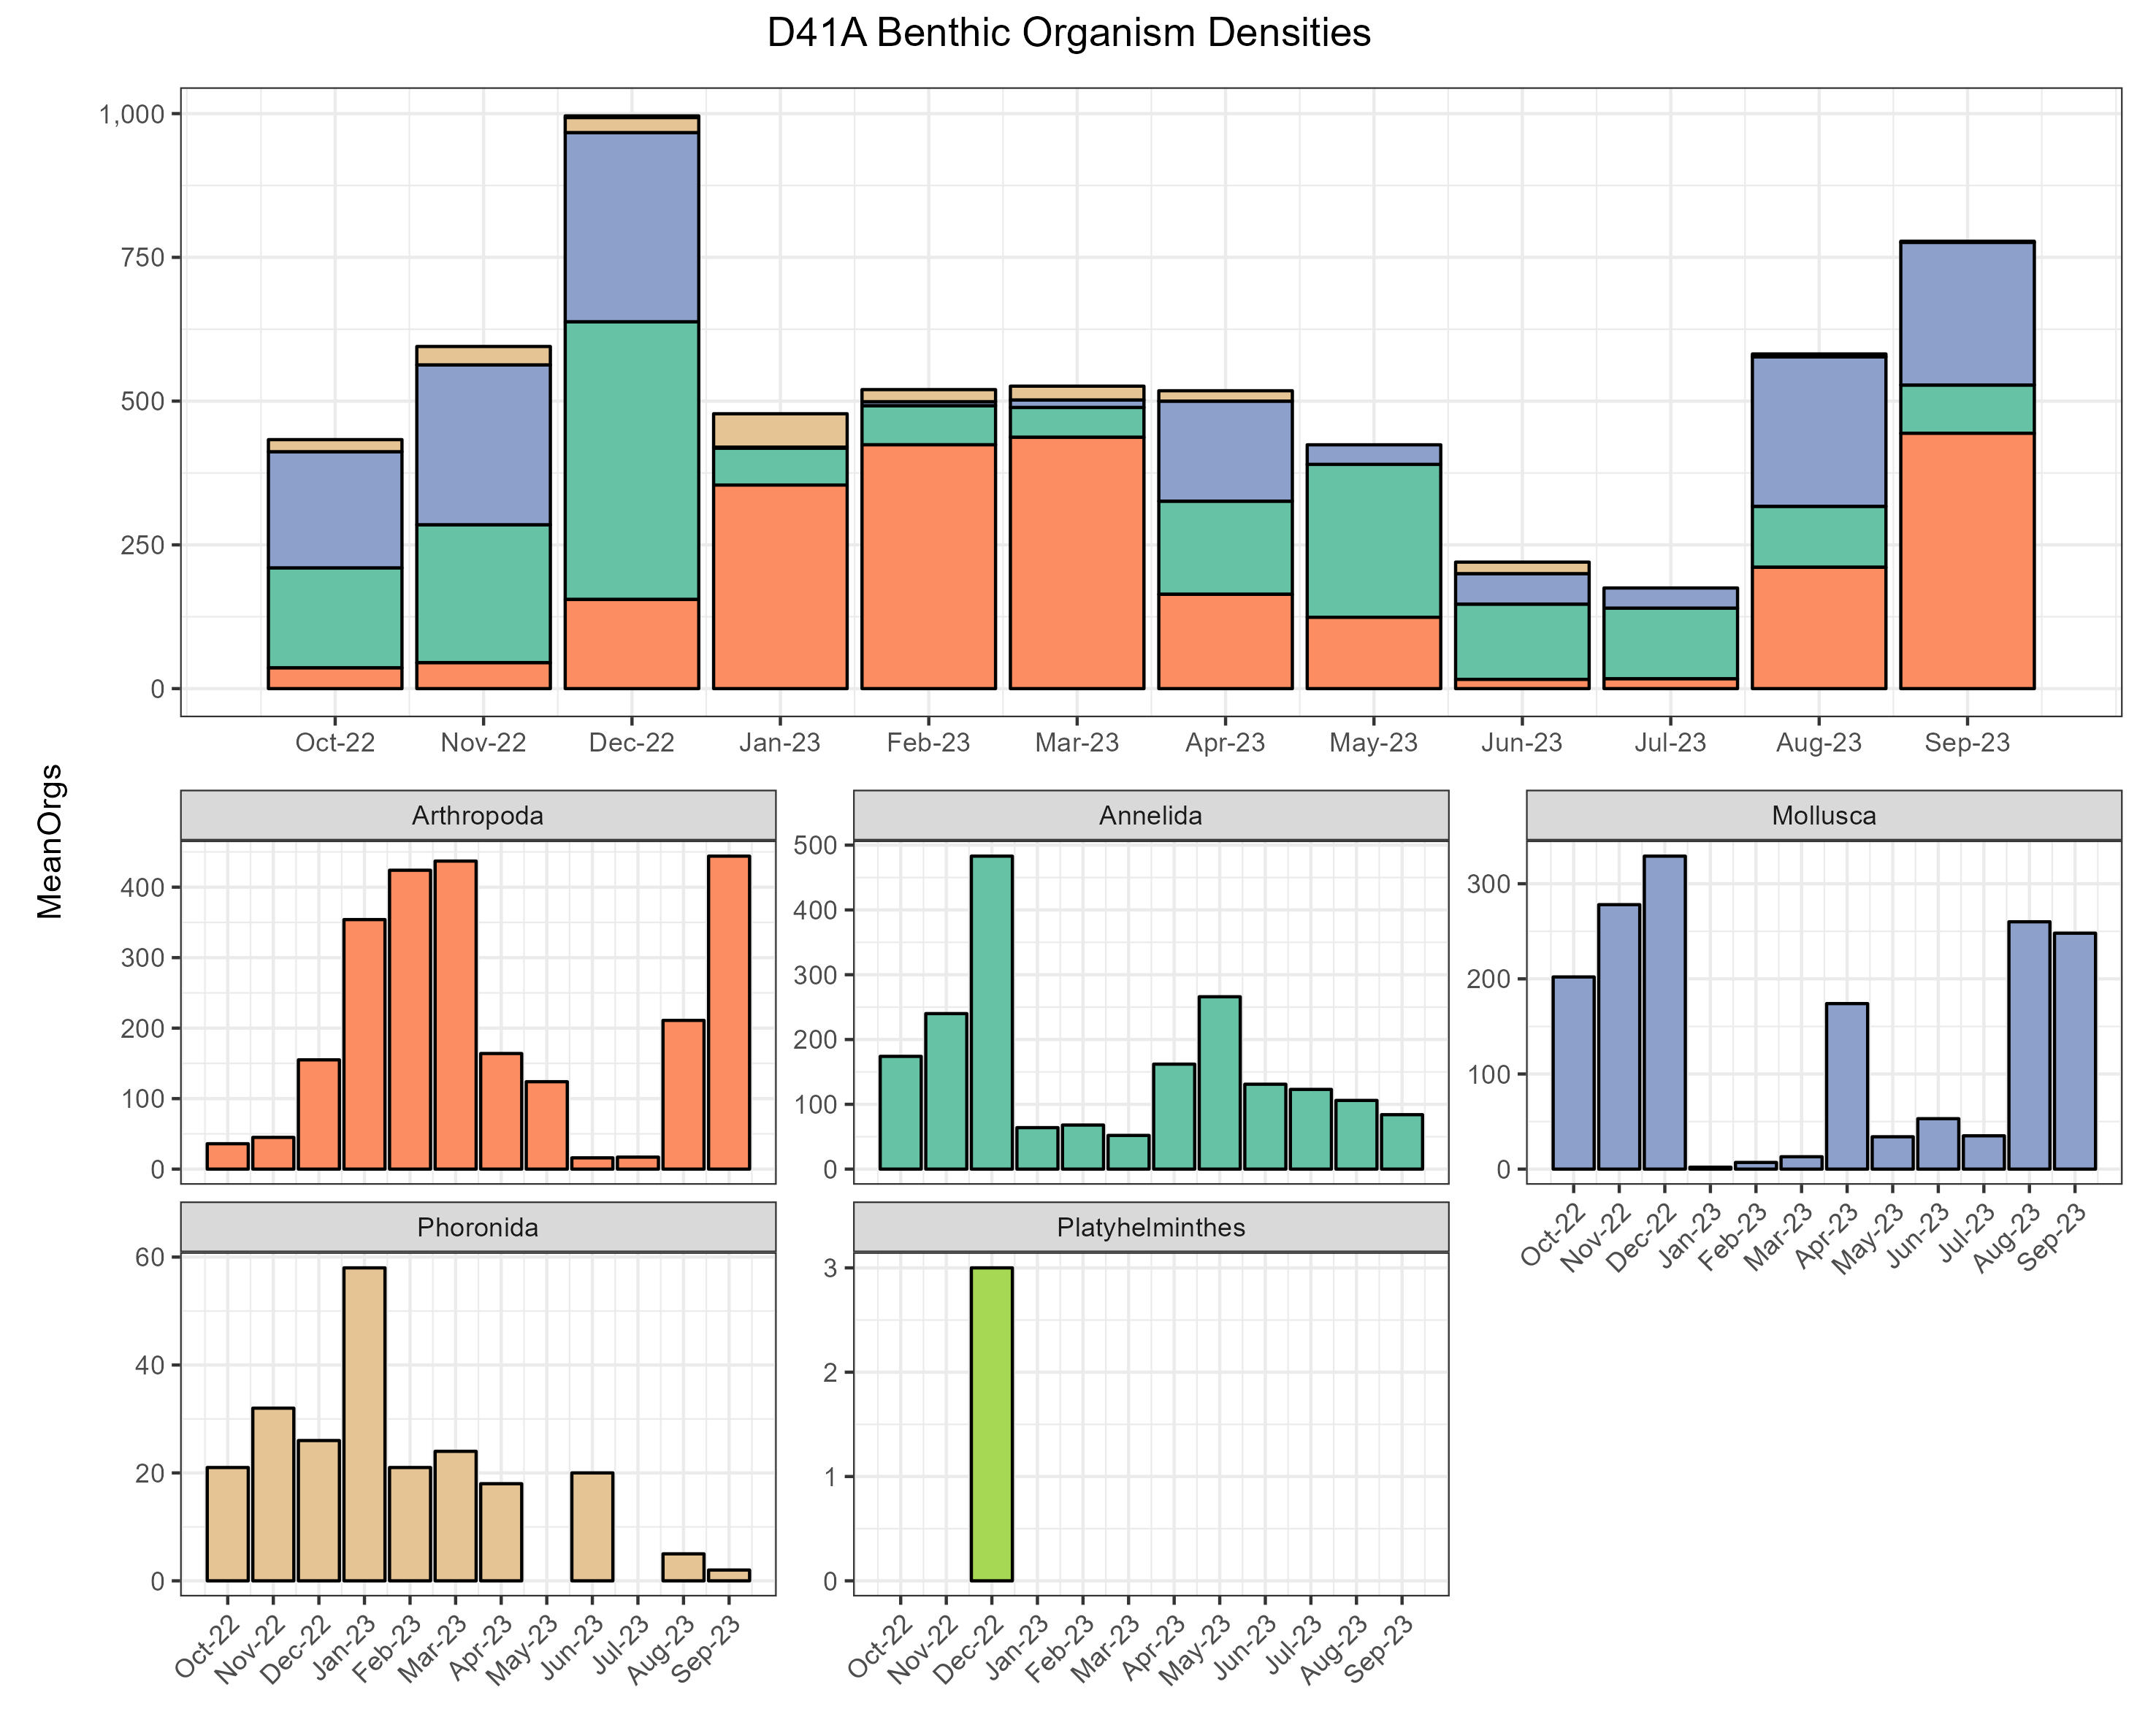 D41A Benthic Organism Densities
MeanOrgs
1,000
750
500
250
0
Oct-22 Nov-22 Dec-22 Jan-23 Feb-23 Mar-23 Apr-23 May-23 Jun-23 Jul-23 Aug-23 Sep-23
Arthropoda
400
300
200
100
0
Annelida
500
400
300
200
100
0
Mollusca
300
200
100
0
Oct-22 Nov-22 Dec-22 Jan-23 Feb-23 Mar-23 Apr-23 May-23 Jun-23 Jul-23 Aug-23 Sep-23
Phoronida
60
40
20
0
Oct-22 Nov-22 Dec-22 Jan-23 Feb-23 Mar-23 Apr-23 May-23 Jun-23 Jul-23 Aug-23 Sep-23
Platyhelminthes
3
2
1
0
Oct-22 Nov-22 Dec-22 Jan-23 Feb-23 Mar-23 Apr-23 May-23 Jun-23 Jul-23 Aug-23 Sep-23